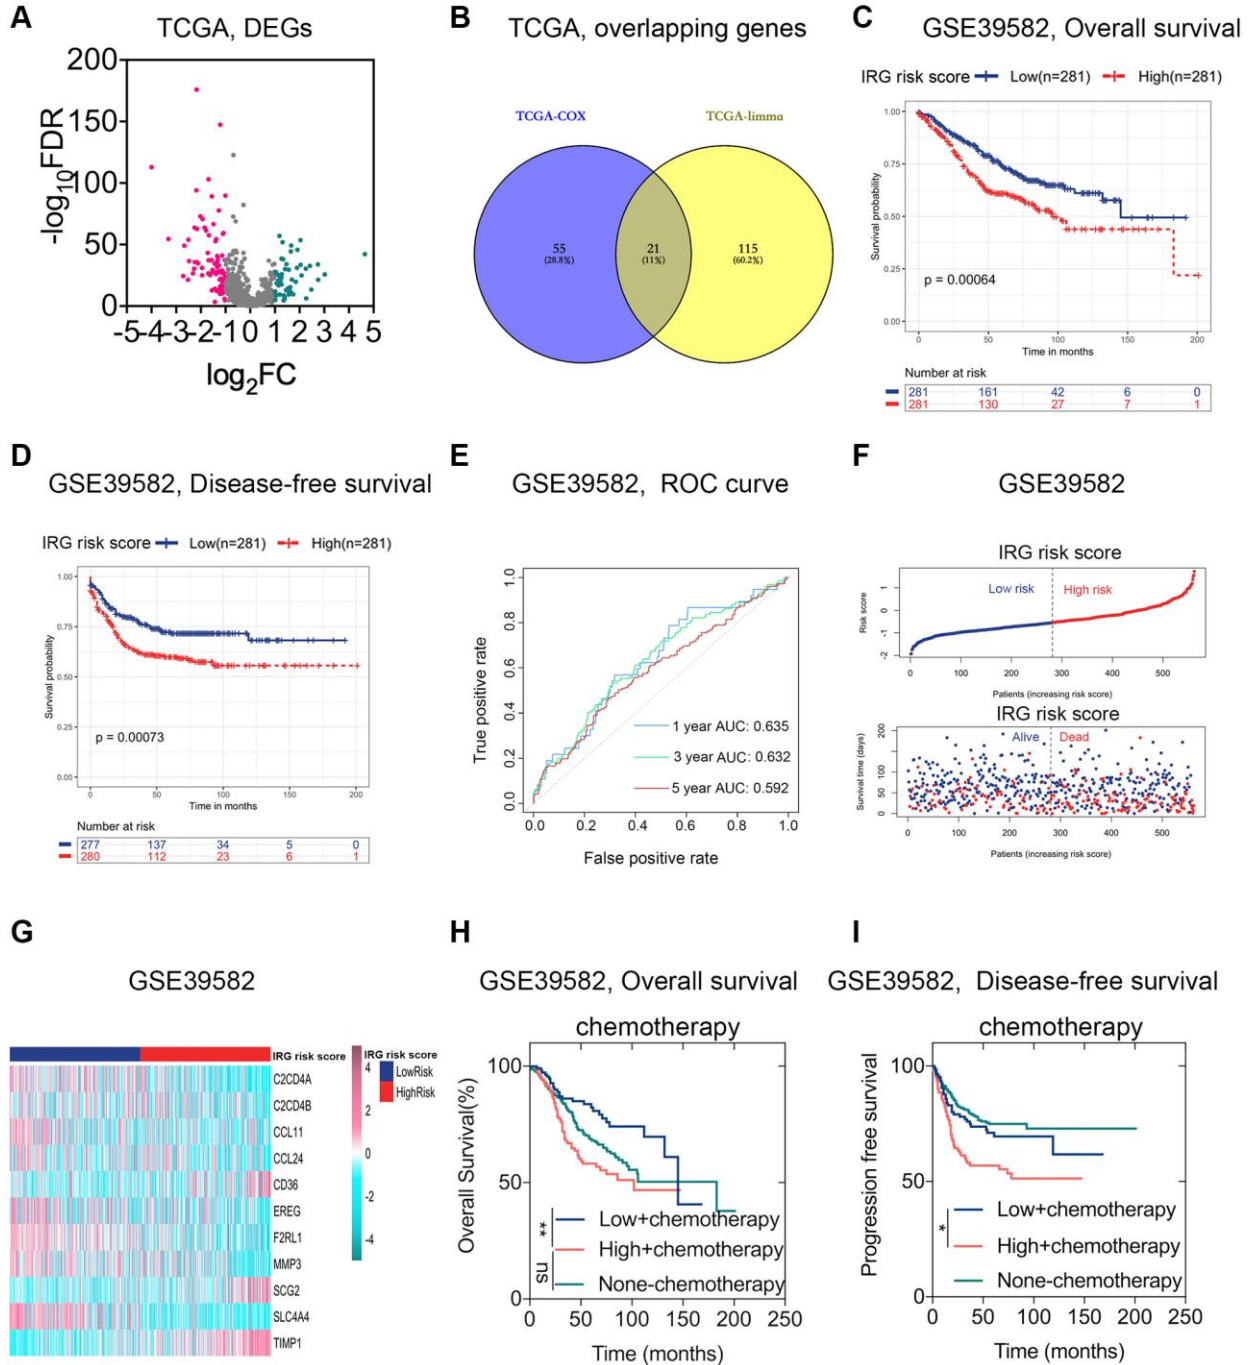 A
TCGA, DEGs
200
150
100
50
0
-log10FDR
-5-4-3-2-1 0 1 2 3 4 5
log2FC
B
TCGA, overlapping genes
TCGA-COX
TCGA-limma
55
(28.8%)
21
(11%)
115
(60.2%)
C
GSE39582, Overall survival
IRG risk score Low(n=281) High(n=281)
1.00
0.75
0.50
0.25
0.00
Survival probability
p = 0.00064
0 50 100 150 200
Time in months
Number at risk
281 161 42 6 0
281 130 27 7 1
D
GSE39582, Disease-free survival
IRG risk score Low(n=281) High(n=281)
1.00
0.75
0.50
0.25
0.00
Survival probability
p = 0.00073
0 50 100 150 200
Time in months
Number at risk
277 137 34 5 0
280 112 23 6 1
E
GSE39582, ROC curve
1.0
0.8
0.6
0.4
0.2
0.0
True positive rate
1 year AUC: 0.635
3 year AUC: 0.632
5 year AUC: 0.592
0.0 0.2 0.4 0.6 0.8 1.0
False positive rate
F
GSE39582
IRG risk score
Low risk High risk
1
0
-1
-2
Risk score
0 100 200 300 400 500
Patients (increasing risk score)
IRG risk score
Alive Dead
200
100
50
0
Survival time (days)
0 100 200 300 400 500
Patients (increasing risk score)
G
GSE39582
IRG risk score
C2CD4A
C2CD4B
CCL11
CCL24
CD36
EREG
F2RL1
MMP3
SCG2
SLC4A4
TIMP1
4
2
0
-2
-4
IRG risk score
LowRisk
HighRisk
H
GSE39582, Overall survival
chemotherapy
100
50
0
Overall Survival(%)
**
ns
Low+chemotherapy
High+chemotherapy
None-chemotherapy
0 50 100 150 200 250
Time (months)
I
GSE39582, Disease-free survival
chemotherapy
100
50
0
Progression free survival
*
Low+chemotherapy
High+chemotherapy
None-chemotherapy
0 50 100 150 200 250
Time (months)